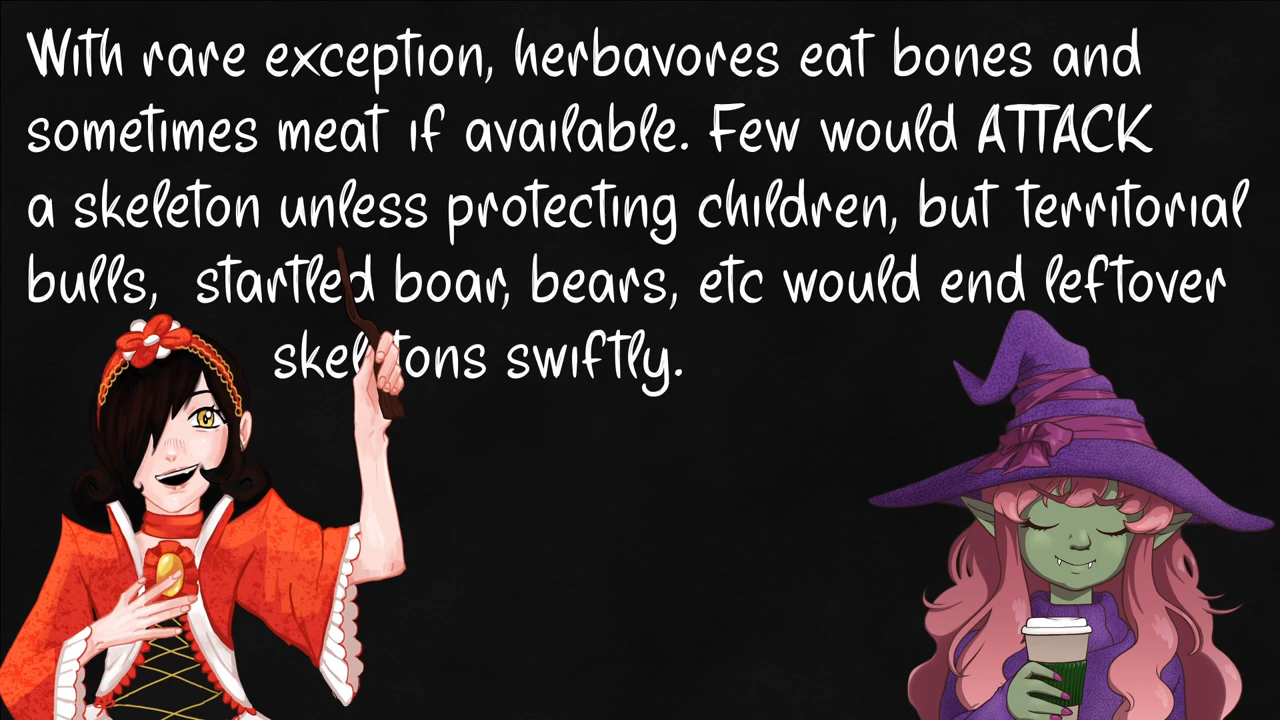 With rare exception, herbavores eat bones and
sometimes meat if available. Few would ATTACK
a skeleton unless protecting children, but territorial
bulls, startled boar, bears, etc would end leftover
skeletons swiftly.